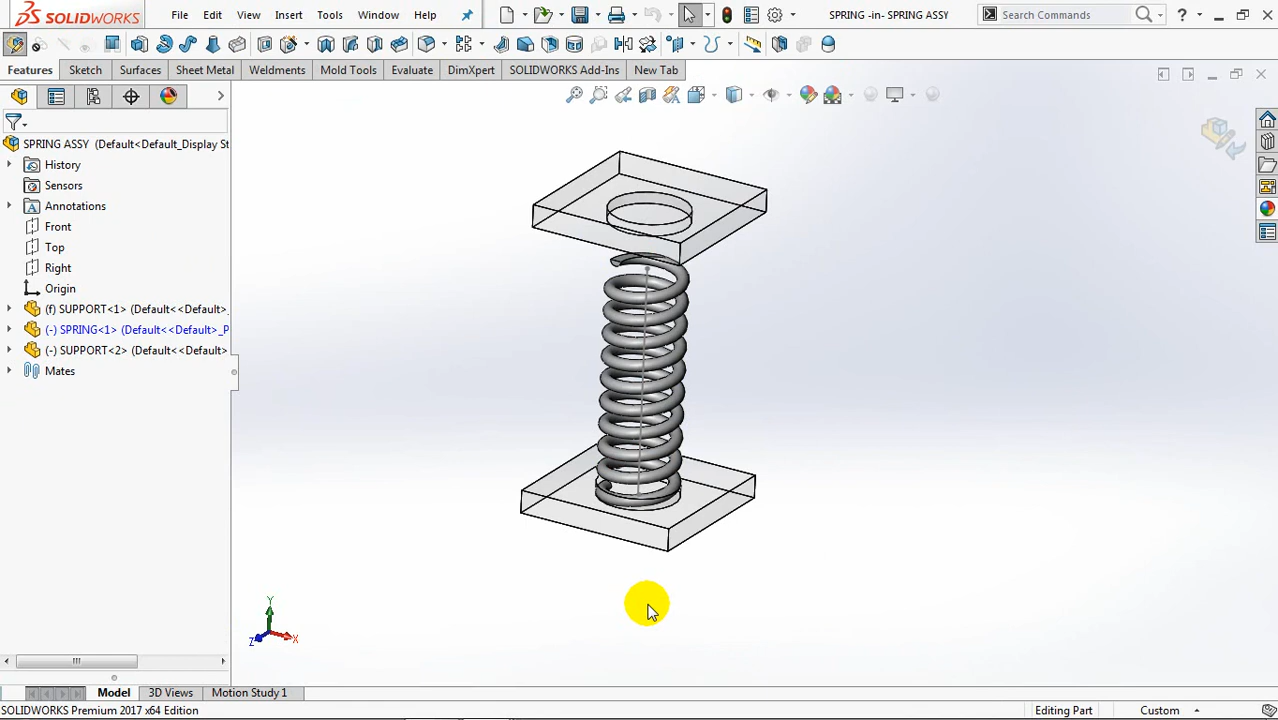 SOLIDWORKS File Edit View Insert Tools Window Help SPRING -in- SPRING ASSY Search Commands ?
Features Sketch Surfaces Sheet Metal Weldments Mold Tools Evaluate DimXpert SOLIDWORKS Add-Ins New Tab
SPRING ASSY (Default<Default_Display St
History
Sensors
Annotations
Front
Top
Right
Origin
(f) SUPPORT<1> (Default<<Default>_
(-) SPRING<1> (Default<<Default>_P
(-) SUPPORT<2> (Default<<Default>
Mates
Y
Z X
Model 3D Views Motion Study 1
SOLIDWORKS Premium 2017 x64 Edition Editing Part Custom